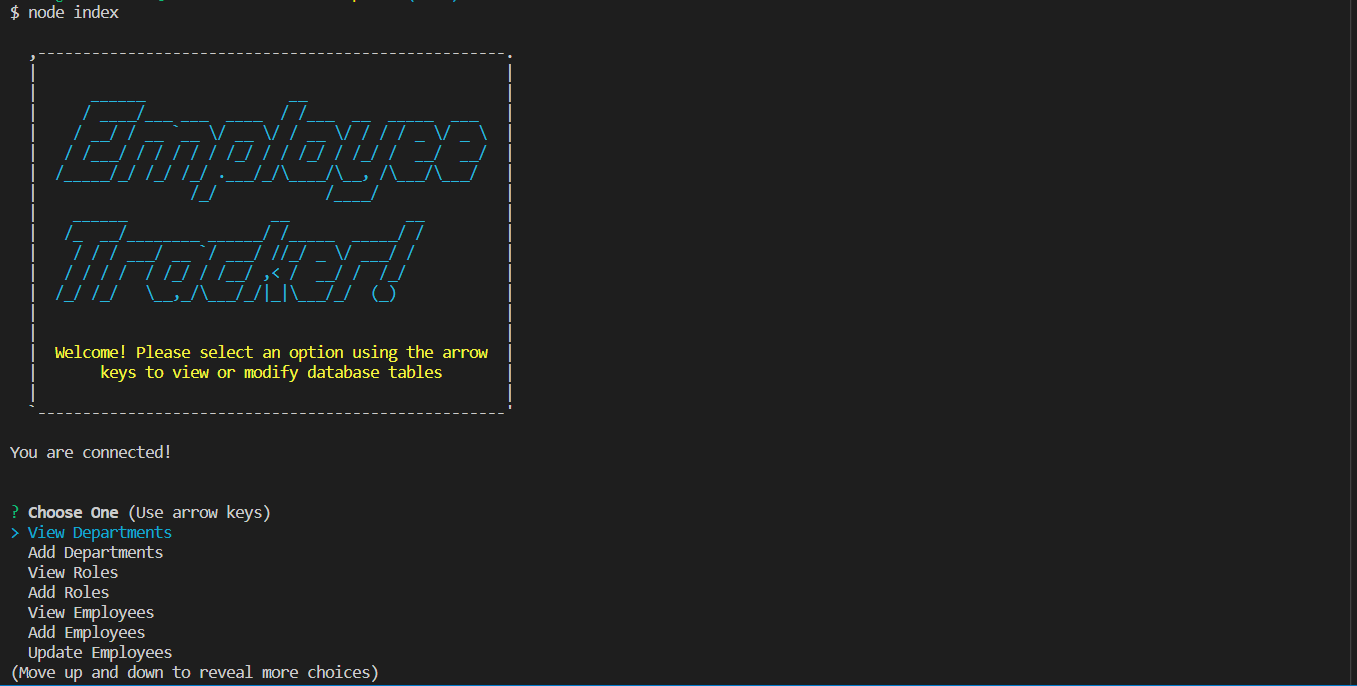 $ node index
Employee
Tracker!
Welcome! Please select an option using the arrow
keys to view or modify database tables
You are connected!
? Choose One (Use arrow keys)
> View Departments
Add Departments
View Roles
Add Roles
View Employees
Add Employees
Update Employees
(Move up and down to reveal more choices)